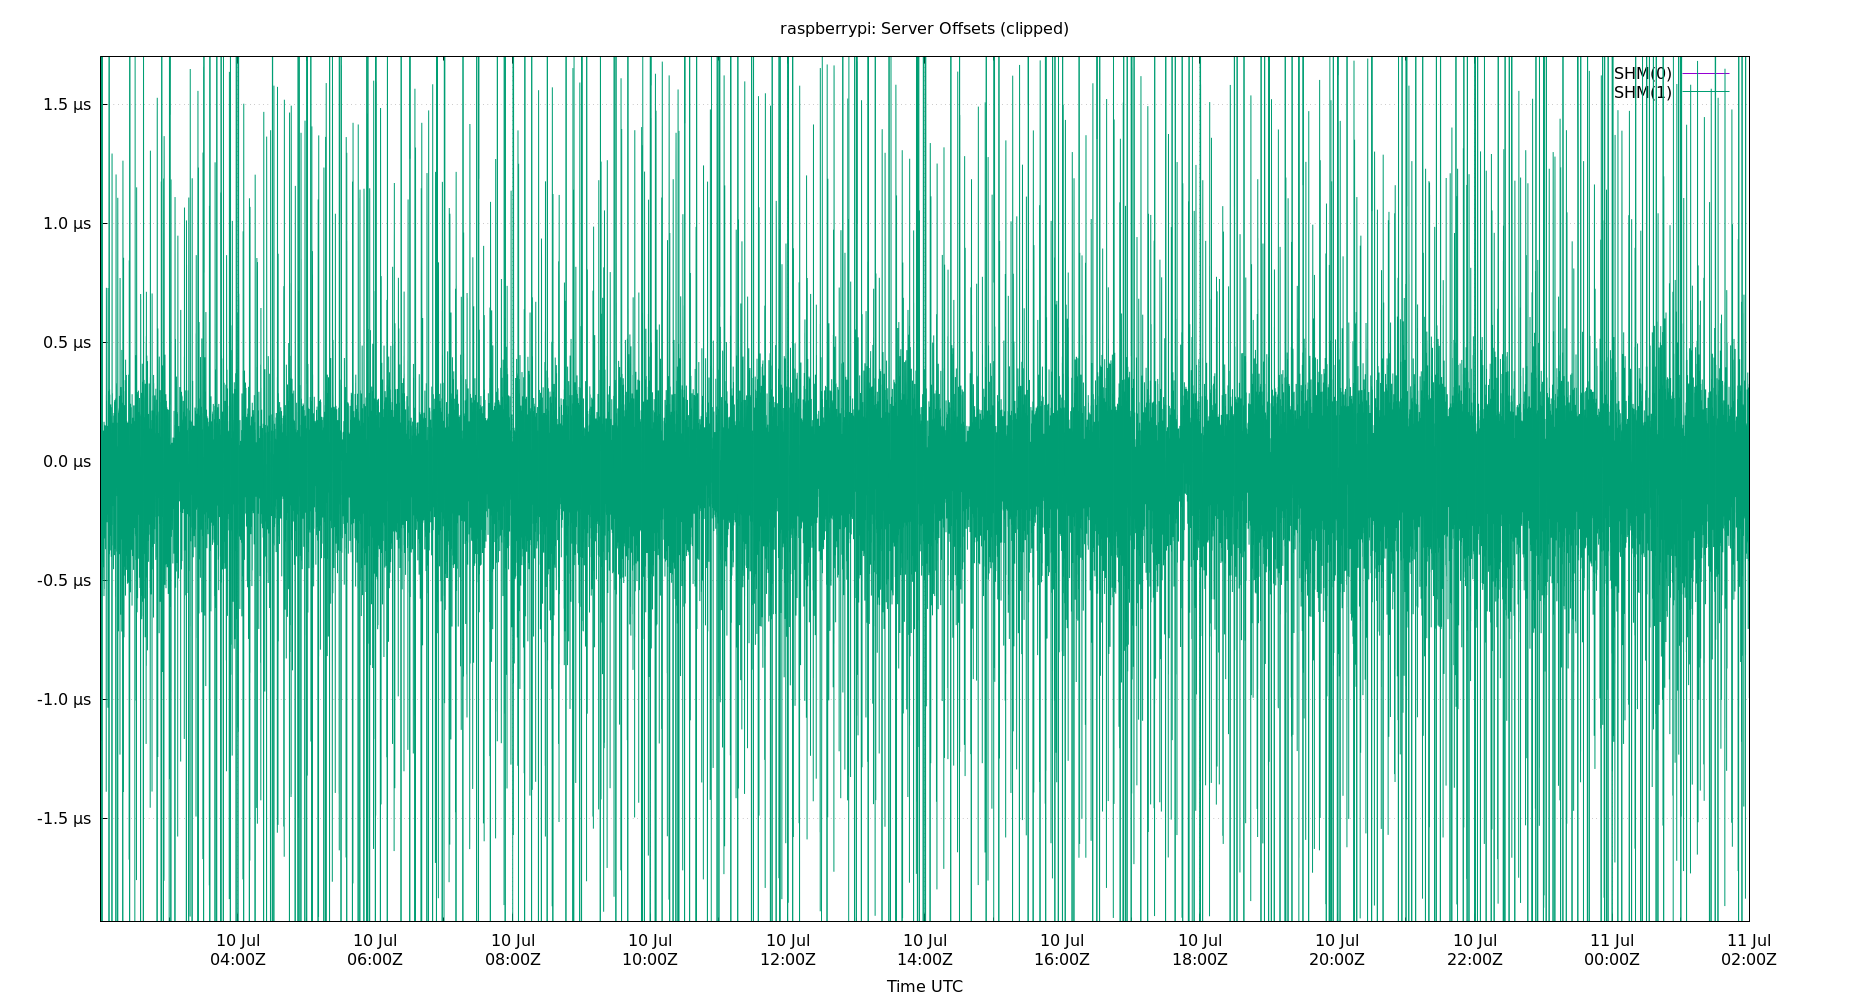 raspberrypi: Server Offsets (clipped)
SHM(0)
SHM(1)
1.5 µs
1.0 µs
0.5 µs
0.0 µs
-0.5 µs
-1.0 µs
-1.5 µs
10 Jul 10 Jul 10 Jul 10 Jul 10 Jul 10 Jul 10 Jul 10 Jul 10 Jul 10 Jul 11 Jul 11 Jul
04:00Z 06:00Z 08:00Z 10:00Z 12:00Z 14:00Z 16:00Z 18:00Z 20:00Z 22:00Z 00:00Z 02:00Z
Time UTC